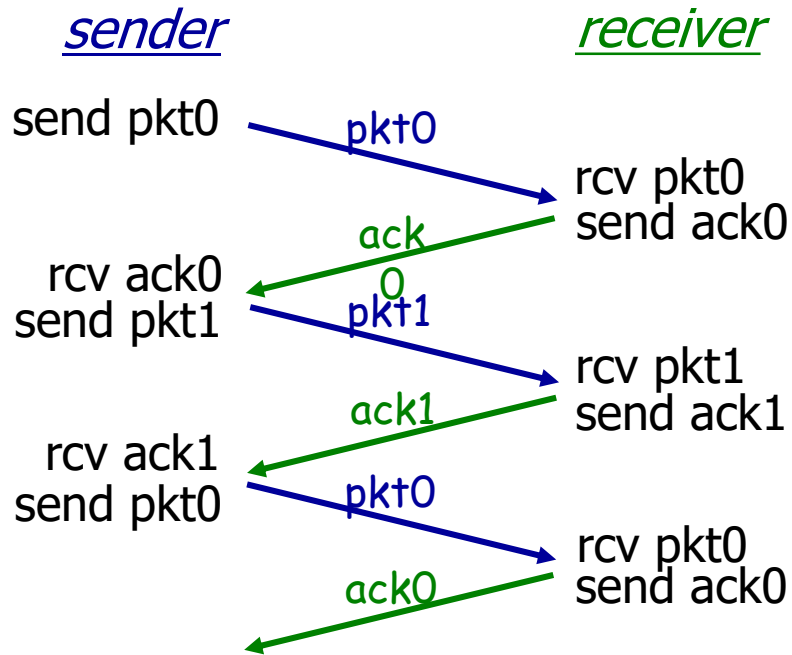 sender
receiver
send pkt0
pkt0
rcv pkt0
send ack0
ack
0
rcv ack0
send pkt1
pkt1
rcv pkt1
send ack1
ack1
rcv ack1
send pkt0
pkt0
rcv pkt0
send ack0
ack0